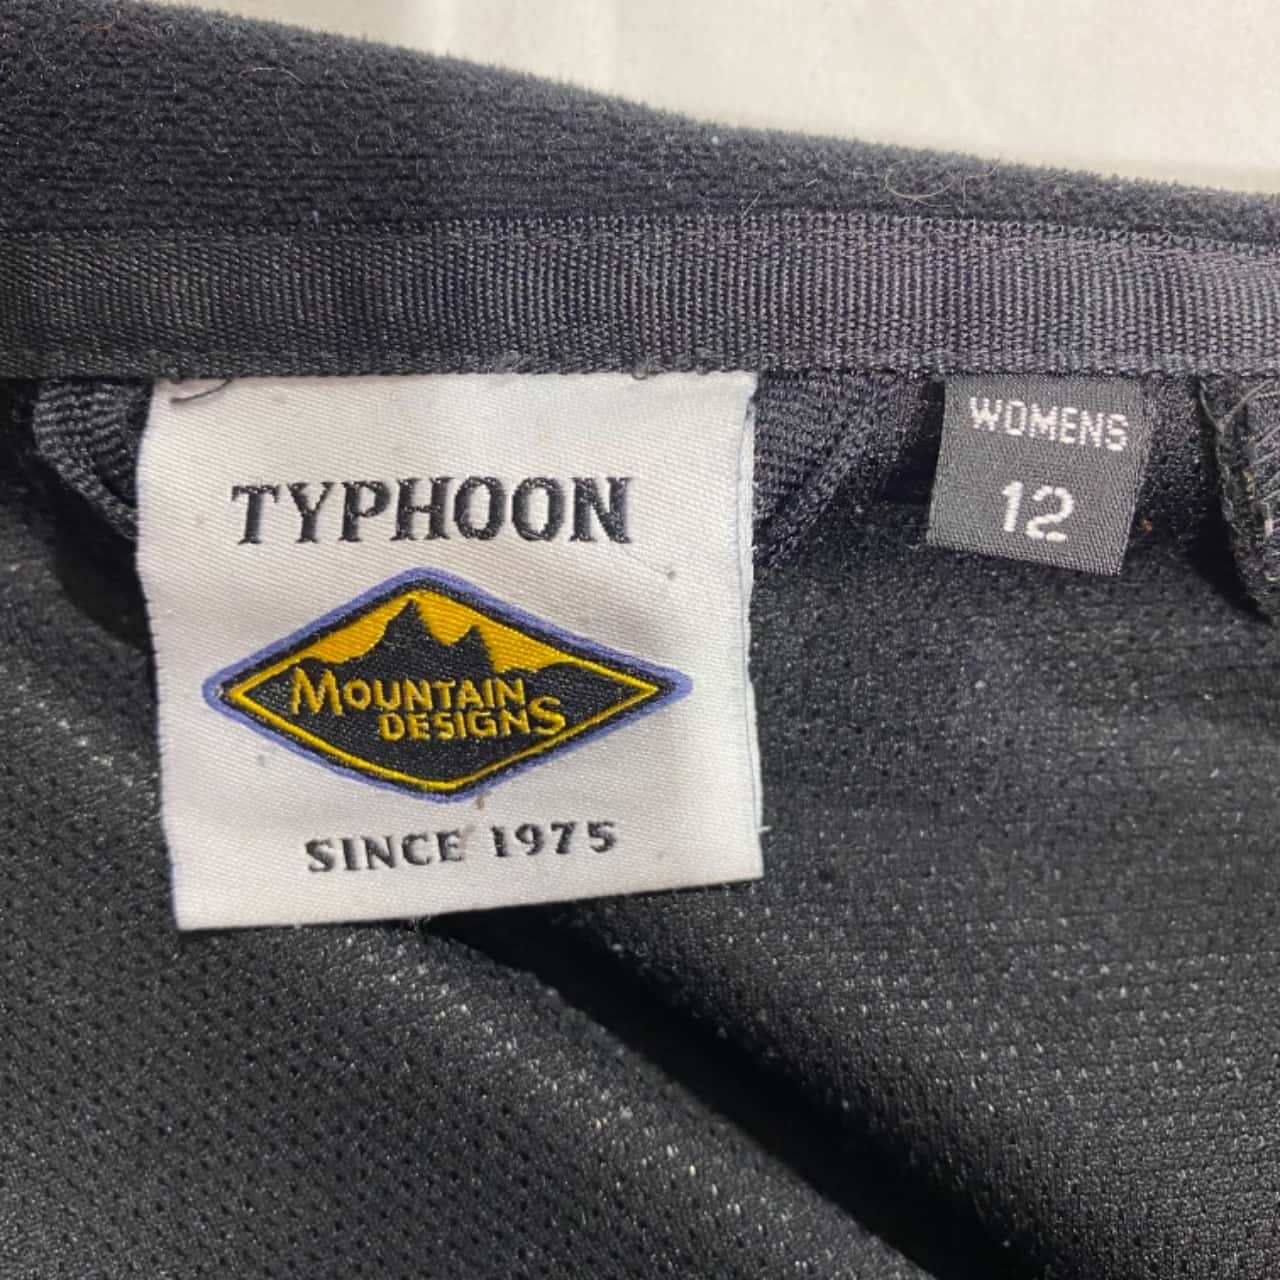 TYPHOON
MOUNTAIN
DESIGNS
SINCE 1975
WOMENS
12